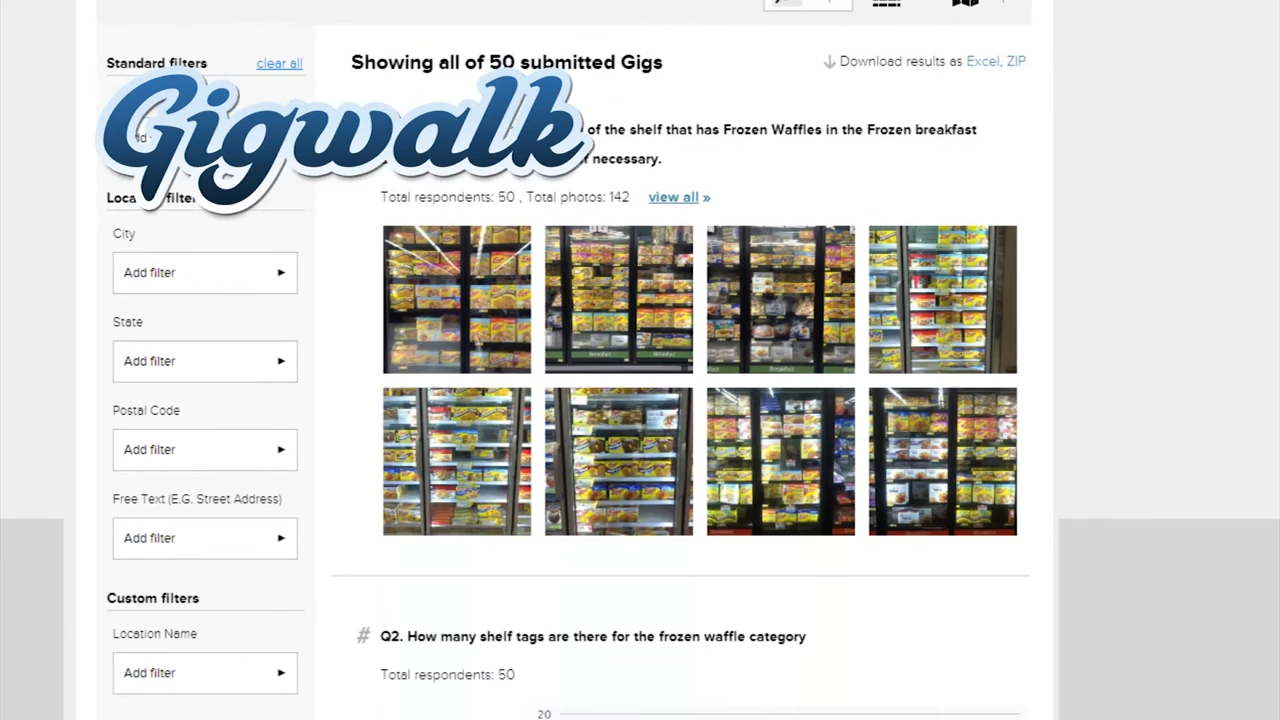 Standard filters
clear all
Showing all of 50 submitted Gigs
Download results as Excel, ZIP
Gigwalk
of the shelf that has Frozen Waffles in the Frozen breakfast
necessary.
Total respondents: 50 , Total photos: 142
view all »
City
Add filter
State
Add filter
Postal Code
Add filter
Free Text (E.G. Street Address)
Add filter
Custom filters
Location Name
Add filter
# Q2. How many shelf tags are there for the frozen waffle category
Total respondents: 50
20